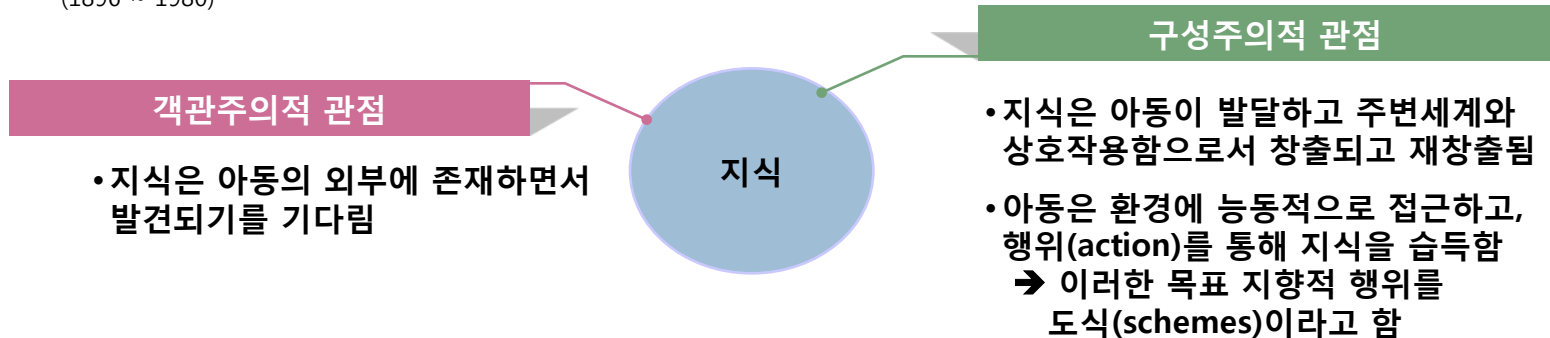 (1896 ~ 1980)
객관주의적 관점
• 지식은 아동의 외부에 존재하면서
발견되기를 기다림
지식
구성주의적 관점
• 지식은 아동이 발달하고 주변세계와
상호작용함으로서 창출되고 재창출됨
• 아동은 환경에 능동적으로 접근하고,
행위(action)를 통해 지식을 습득함
➔ 이러한 목표 지향적 행위를
도식(schemes)이라고 함